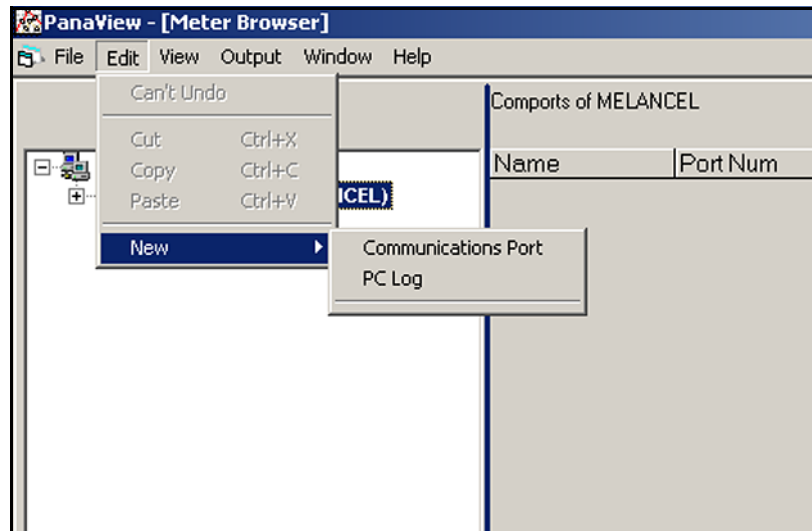 PanaView - [Meter Browser]
File Edit View Output Window Help
Can't Undo
Cut Ctrl+X
Copy Ctrl+C
Paste Ctrl+V
New
Communications Port
PC Log
ICEL)
Comports of MELANCEL
Name Port Num